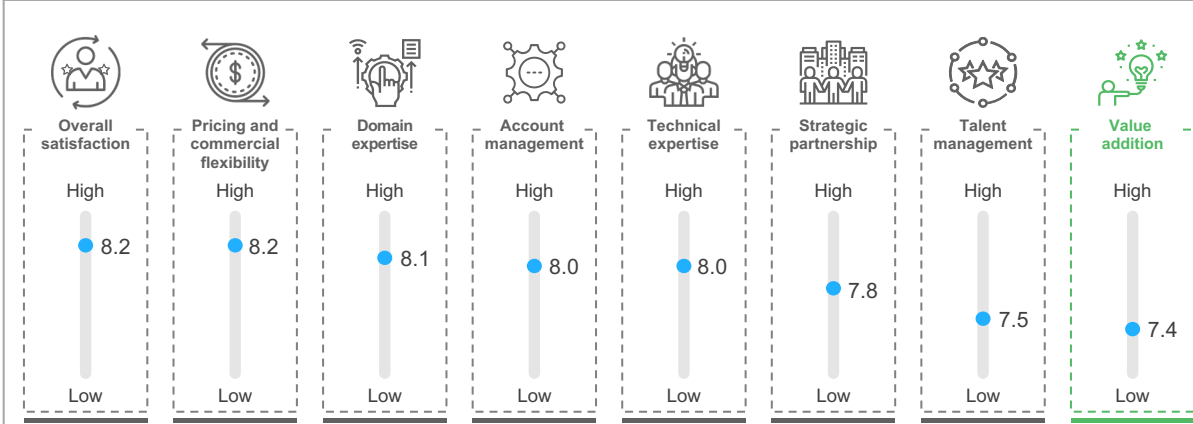 Overall
satisfaction
High
8.2
Low
Pricing and
commercial
flexibility
High
8.2
Low
Domain
expertise
High
8.1
Low
Account
management
High
8.0
Low
Technical
expertise
High
8.0
Low
Strategic
partnership
High
7.8
Low
Talent
management
High
7.5
Low
Value
addition
High
7.4
Low